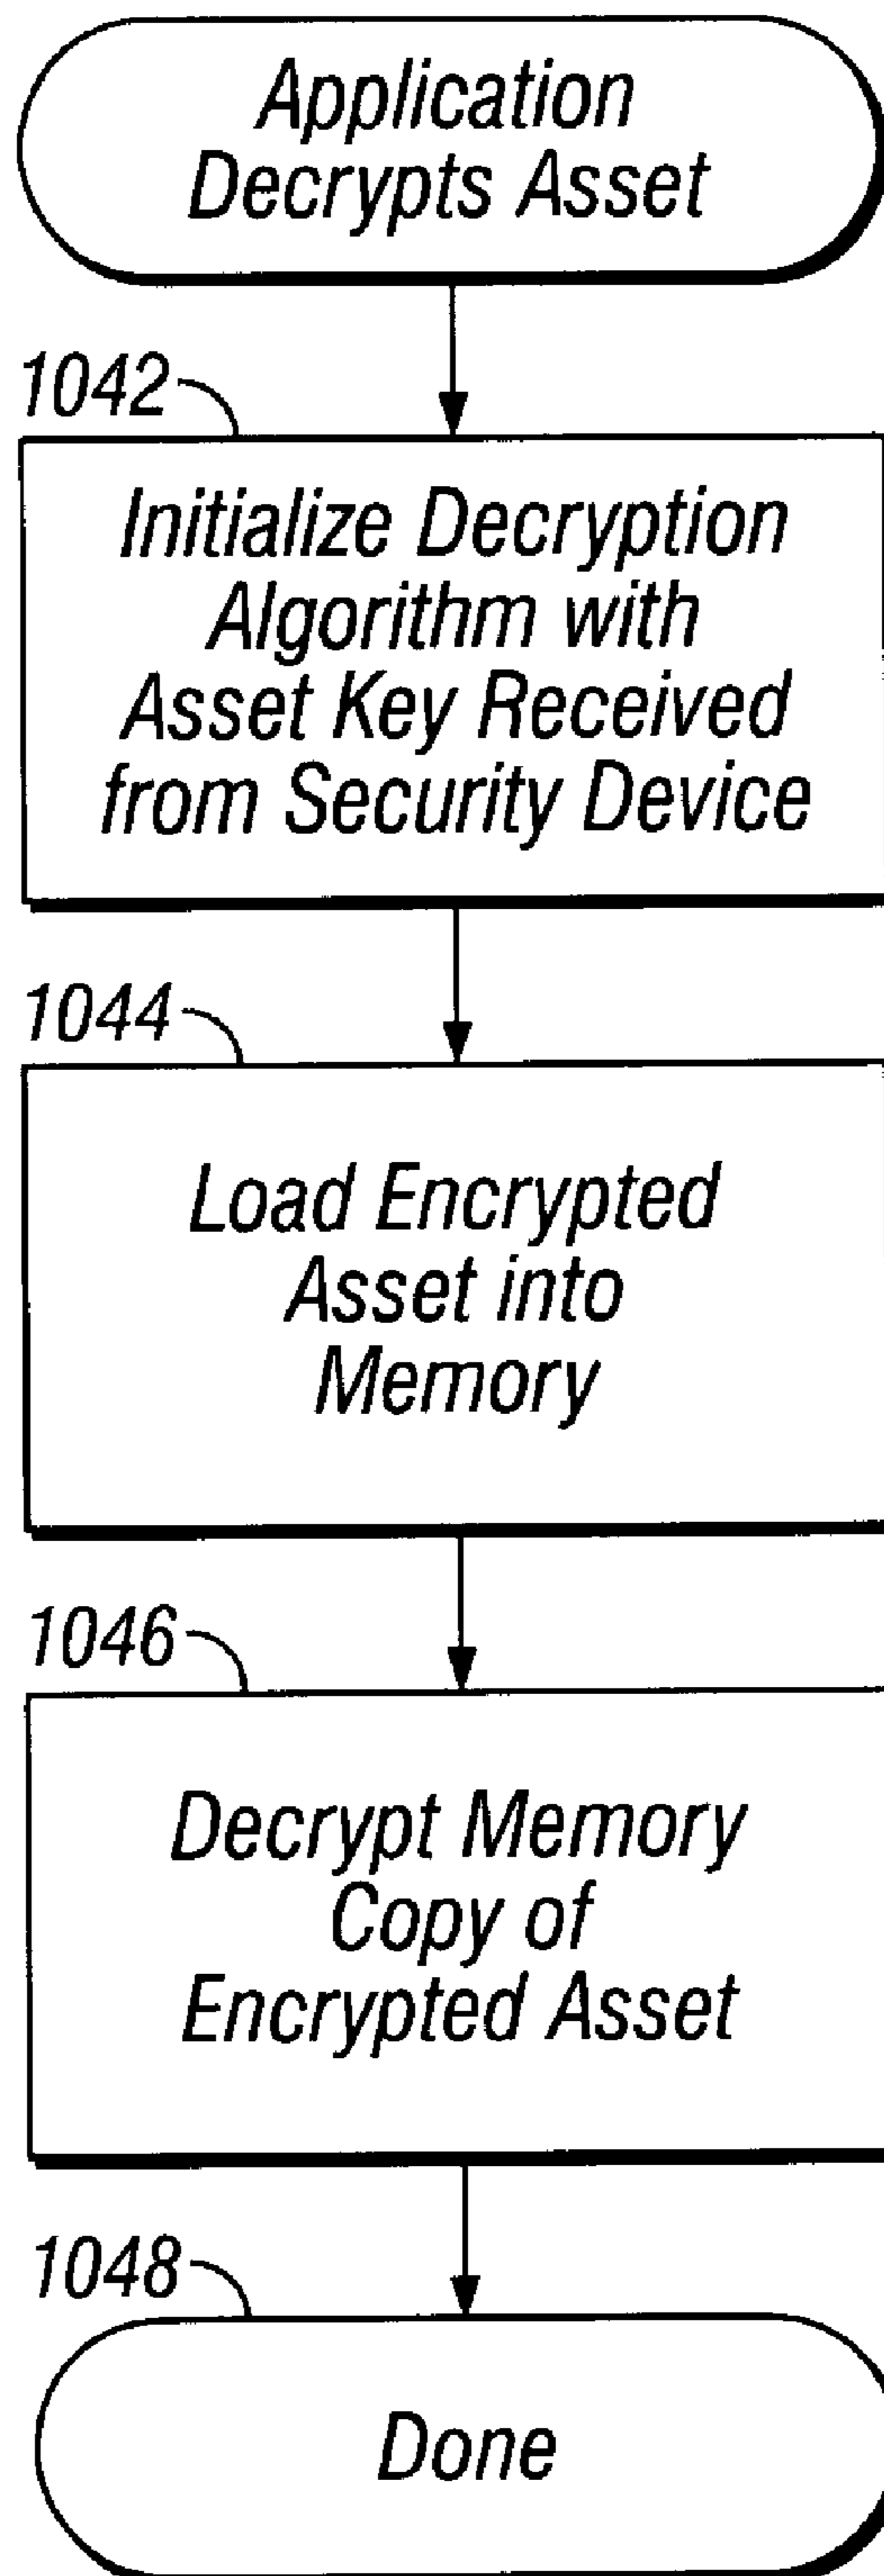 Application
Decrypts Asset
1042
Initialize Decryption
Algorithm with
Asset Key Received
from Security Device
1044
Load Encrypted
Asset into
Memory
1046
Decrypt Memory
Copy of
Encrypted Asset
1048
Done